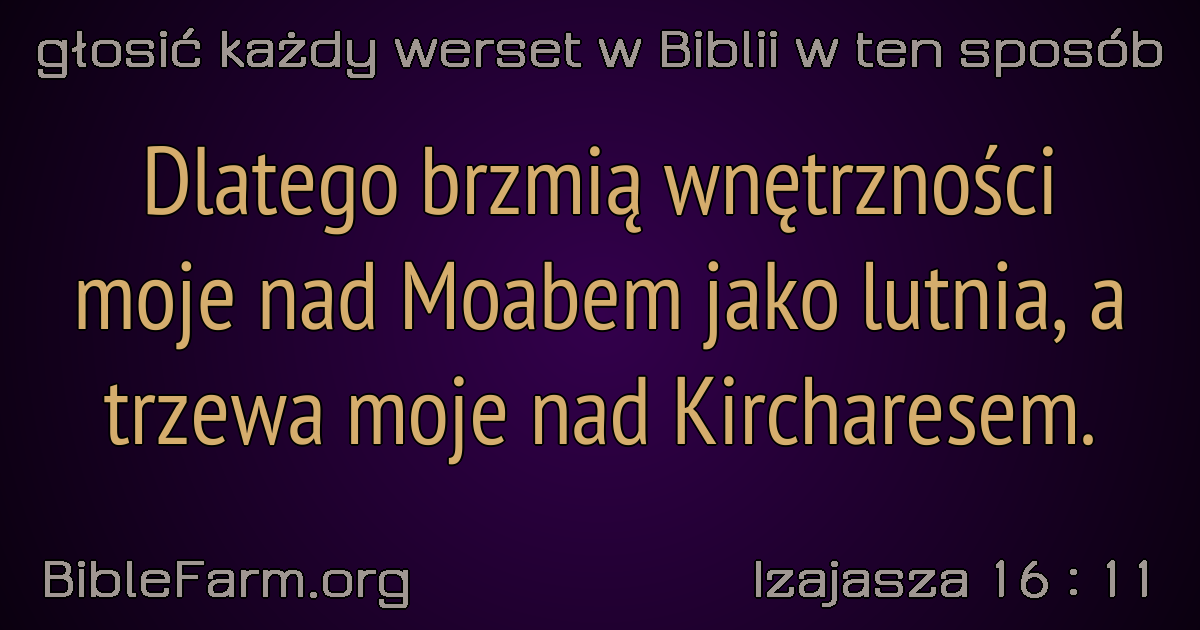 głosić każdy werset w Biblii w ten sposób
Dlatego brzmią wnętrzności
moje nad Moabem jako lutnia, a
trzewa moje nad Kircharesem.
BibleFarm.org
Izajasza 16 : 11